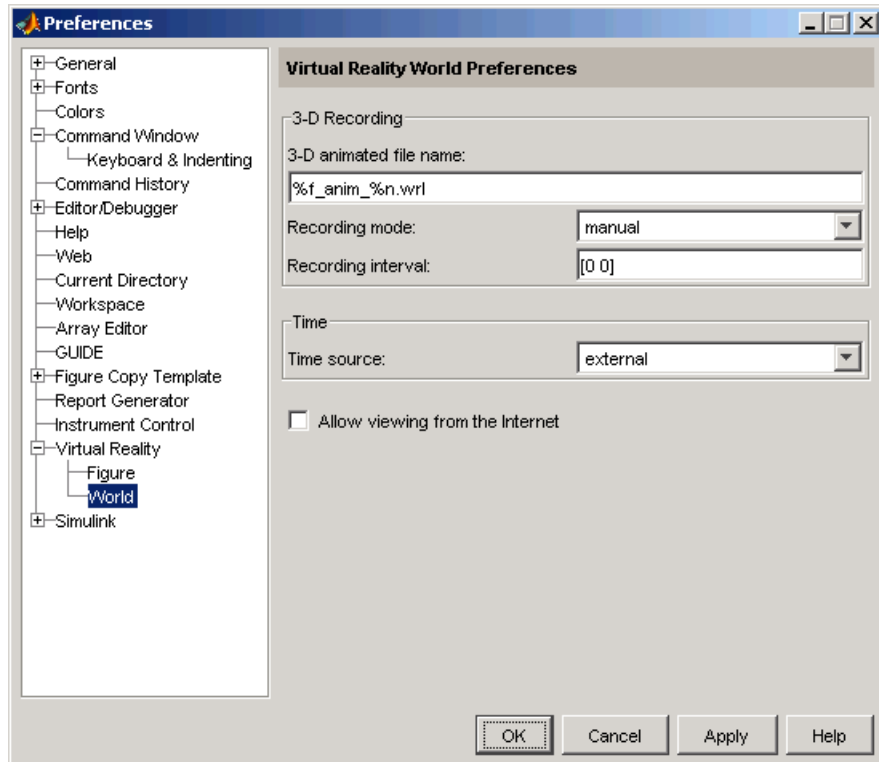 Preferences
General
Fonts
Colors
Command Window
Keyboard & Indenting
Command History
Editor/Debugger
Help
Web
Current Directory
Workspace
Array Editor
GUIDE
Figure Copy Template
Report Generator
Instrument Control
Virtual Reality
Figure
World
Simulink
Virtual Reality World Preferences
3-D Recording
3-D animated file name:
%f_anim_%n.wrl
Recording mode: manual
Recording interval: [0 0]
Time
Time source: external
Allow viewing from the Internet
OK Cancel Apply Help